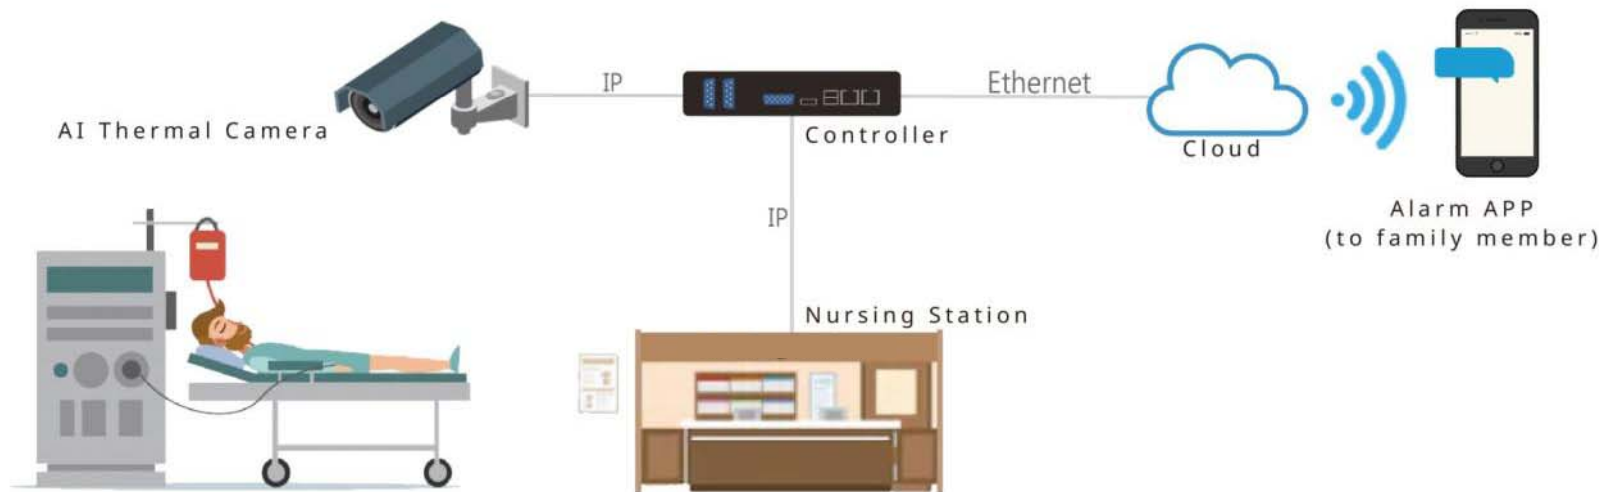 IP
Ethernet
AI Thermal Camera
Controller
Cloud
IP
Alarm APP
(to family member)
Nursing Station